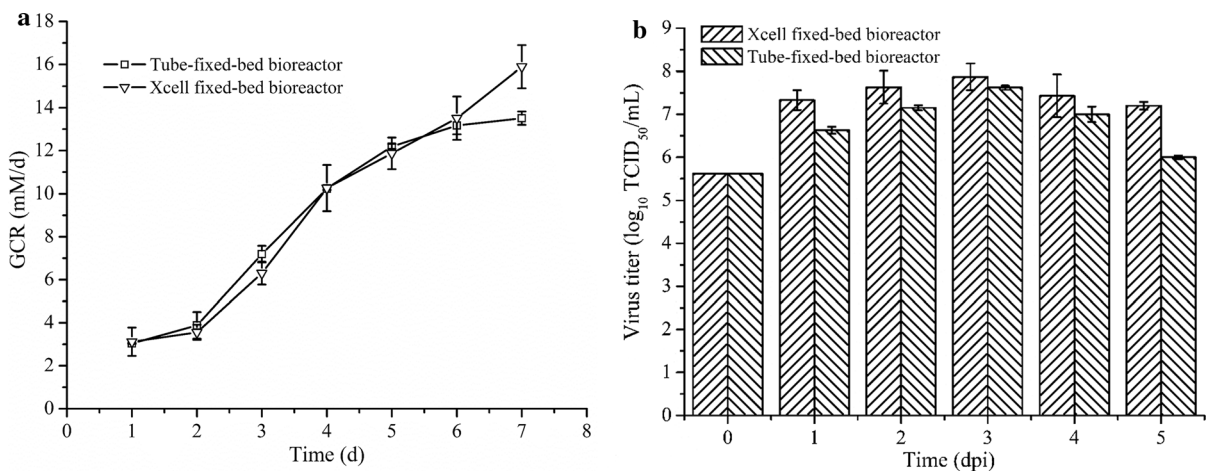 a
18
16
14
12
10
8
6
4
2
0
GCR (mM/d)
Tube-fixed-bed bioreactor
Xcell fixed-bed bioreactor
0 1 2 3 4 5 6 7 8
Time (d)
b
9
8
7
6
5
4
3
2
1
0
Virus titer (log10 TCID50/mL)
Xcell fixed-bed bioreactor
Tube-fixed-bed bioreactor
0 1 2 3 4 5
Time (dpi)